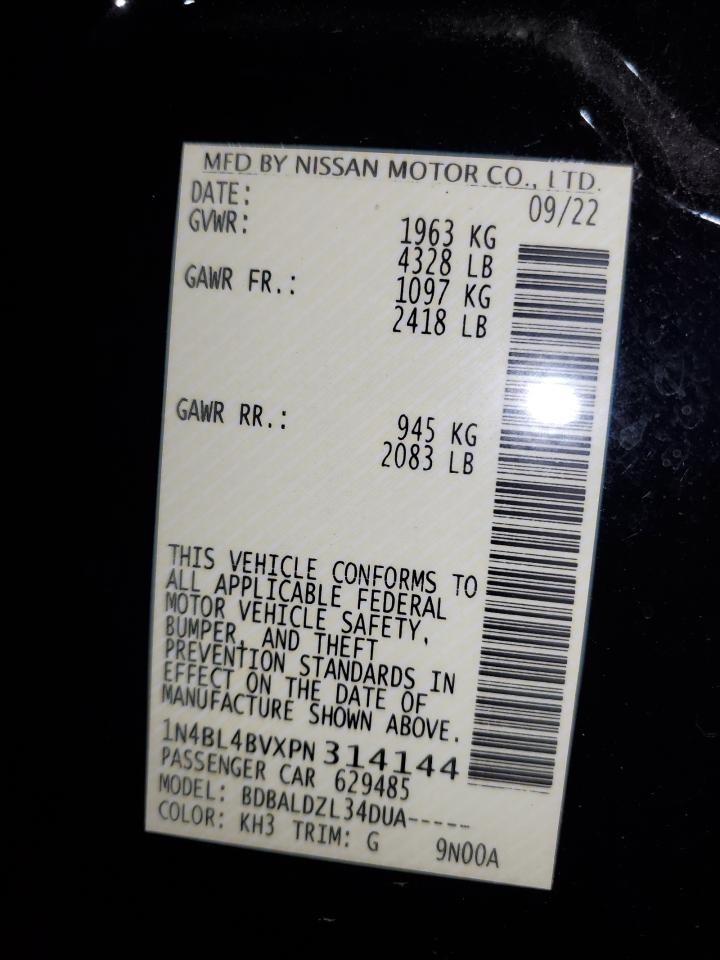 MFD BY NISSAN MOTOR CO., LTD.
DATE: 09/22
GVWR: 1963 KG
4328 LB
GAWR FR.: 1097 KG
2418 LB
GAWR RR.: 945 KG
2083 LB
THIS VEHICLE CONFORMS TO
ALL APPLICABLE FEDERAL
MOTOR VEHICLE SAFETY,
BUMPER, AND THEFT
PREVENTION STANDARDS IN
EFFECT ON THE DATE OF
MANUFACTURE SHOWN ABOVE.
1N4BL4BVXPN314144
PASSENGER CAR 629485
MODEL: BDBALDZL34DUA-----
COLOR: KH3 TRIM: G 9N00A